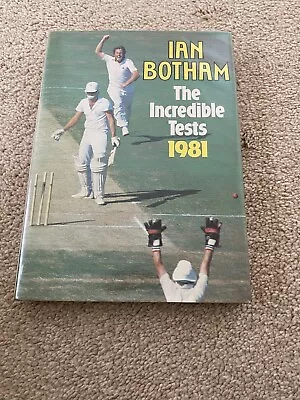 IAN
BOTHAM
The
Incredible
Tests
1981